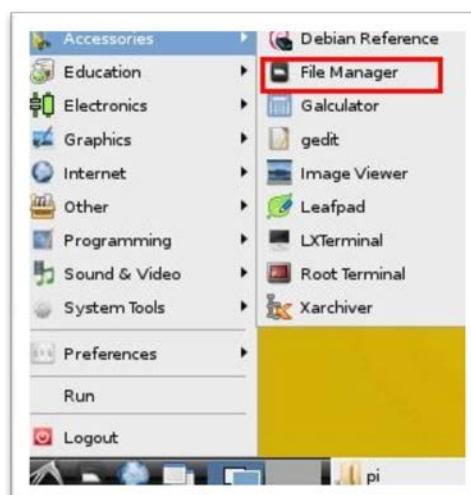 Accessories
Education
Electronics
Graphics
Internet
Other
Programming
Sound & Video
System Tools
Preferences
Run
Logout
Debian Reference
File Manager
Galculator
gedit
Image Viewer
Leafpad
LXTerminal
Root Terminal
Xarchiver
pi